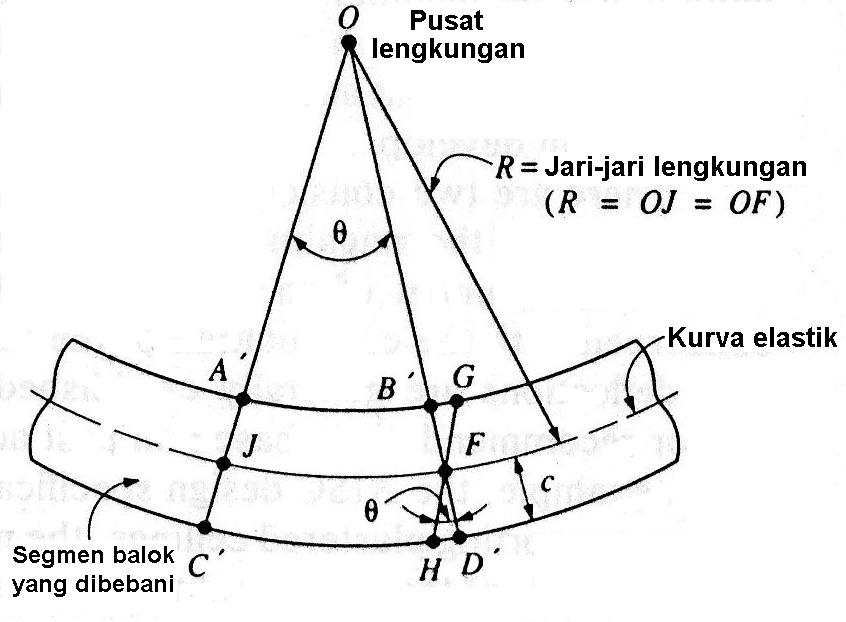 O
Pusat
lengkungan
R = Jari-jari lengkungan
(R = OJ = OF)
θ
Kurva elastik
A′
B′
G
J
F
c
θ
Segmen balok
yang dibebani
C′
H
D′